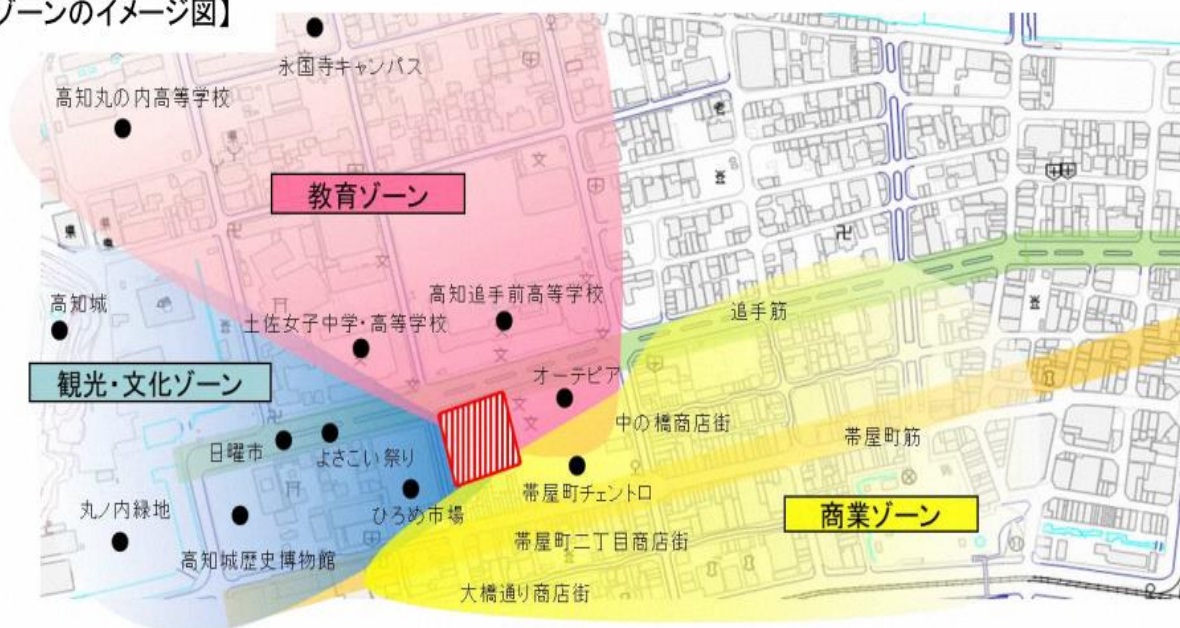 ゾーンのイメージ図】
永国寺キャンパス
高知丸の内高等学校
教育ゾーン
高知城
高知追手前高等学校
土佐女子中学・高等学校
追手筋
観光・文化ゾーン
オーテピア
中の橋商店街
帯屋町筋
日曜市
よさこい祭り
帯屋町チェントロ
丸ノ内緑地
ひろめ市場
商業ゾーン
高知城歴史博物館
帯屋町二丁目商店街
大橋通り商店街